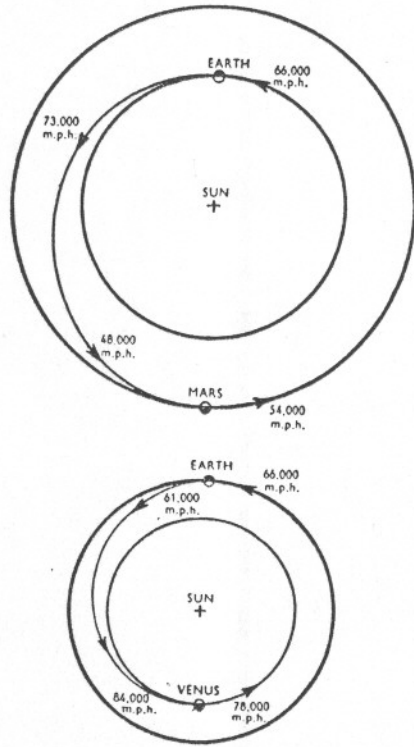 EARTH
66,000
m.p.h.
73,000
m.p.h.
SUN
48,000
m.p.h.
MARS
54,000
m.p.h.
EARTH
66,000
m.p.h.
61,000
m.p.h.
SUN
84,000
m.p.h.
VENUS
78,000
m.p.h.